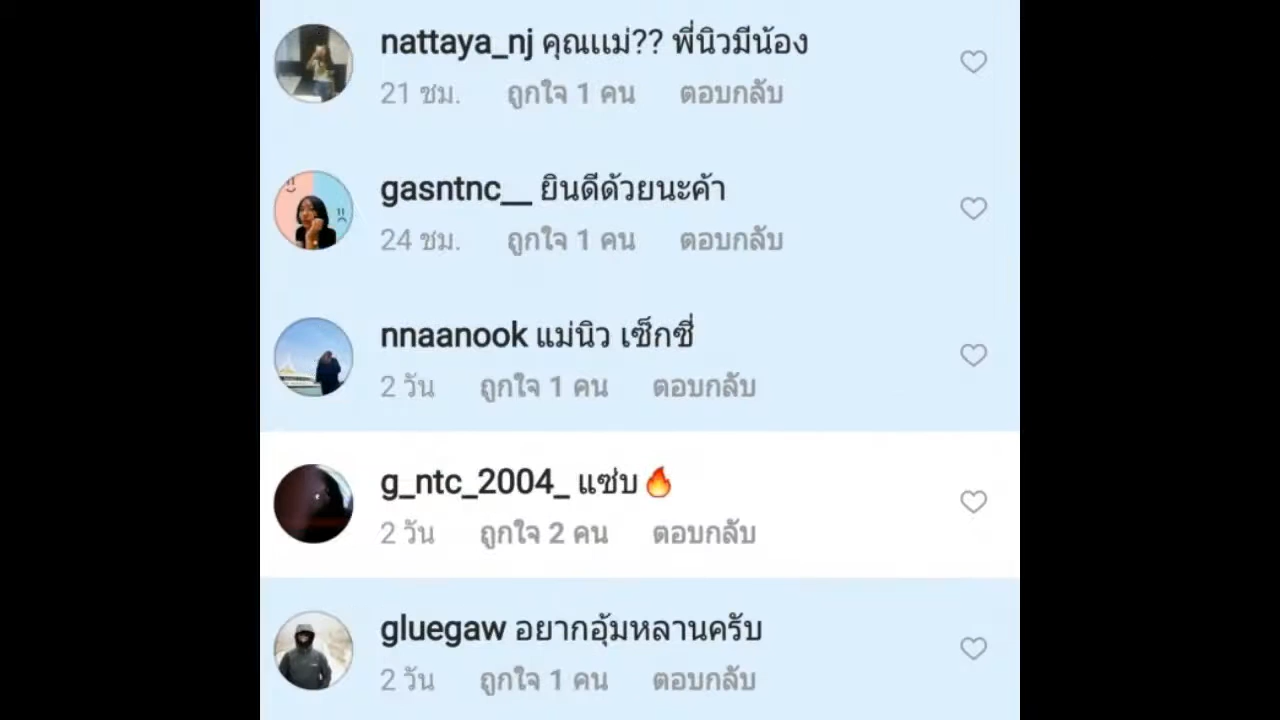 nattaya_nj คุณแม่?? พี่นิวมีน้อง
21 ชม. ถูกใจ 1 คน ตอบกลับ
gasntnc__ ยินดีด้วยนะค้า
24 ชม. ถูกใจ 1 คน ตอบกลับ
nnaanook แม่นิว เซ็กซี่
2 วัน ถูกใจ 1 คน ตอบกลับ
g_ntc_2004_ แซ่บ🔥
2 วัน ถูกใจ 2 คน ตอบกลับ
gluegaw อยากอุ้มหลานครับ
2 วัน ถูกใจ 1 คน ตอบกลับ